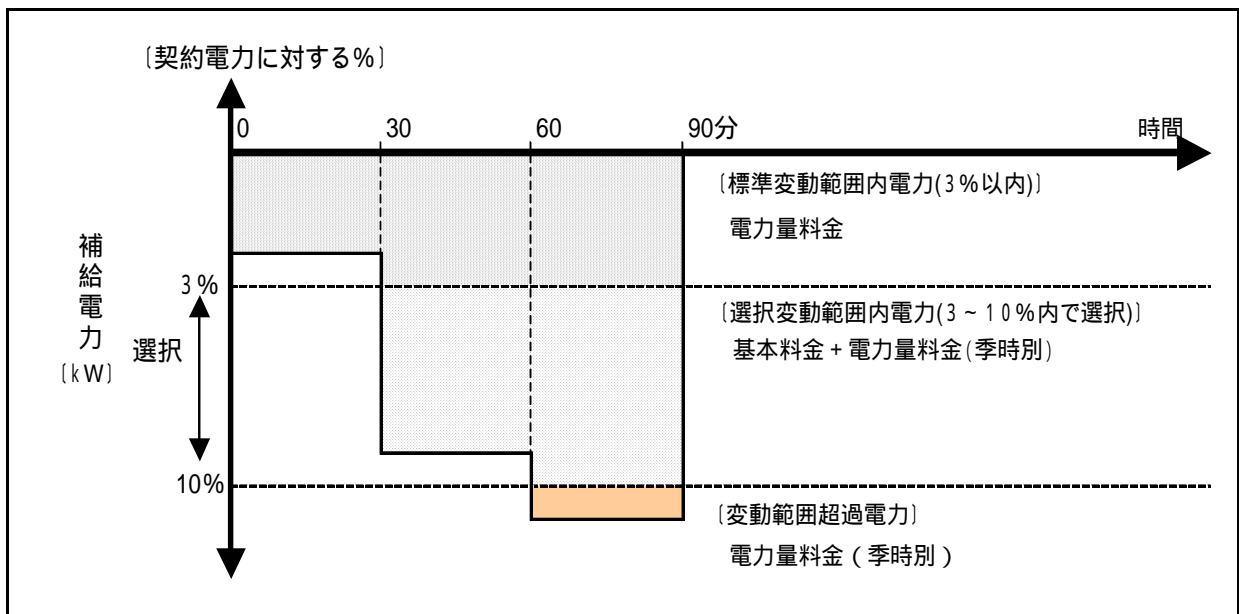 〔契約電力に対する%〕
0
30
60
90分
時間
補給電力
〔kW〕
3%
選択
10%
〔標準変動範囲内電力(3%以内)〕
電力量料金
〔選択変動範囲内電力(3~10%内で選択)〕
基本料金+電力量料金(季時別)
〔変動範囲超過電力〕
電力量料金(季時別)